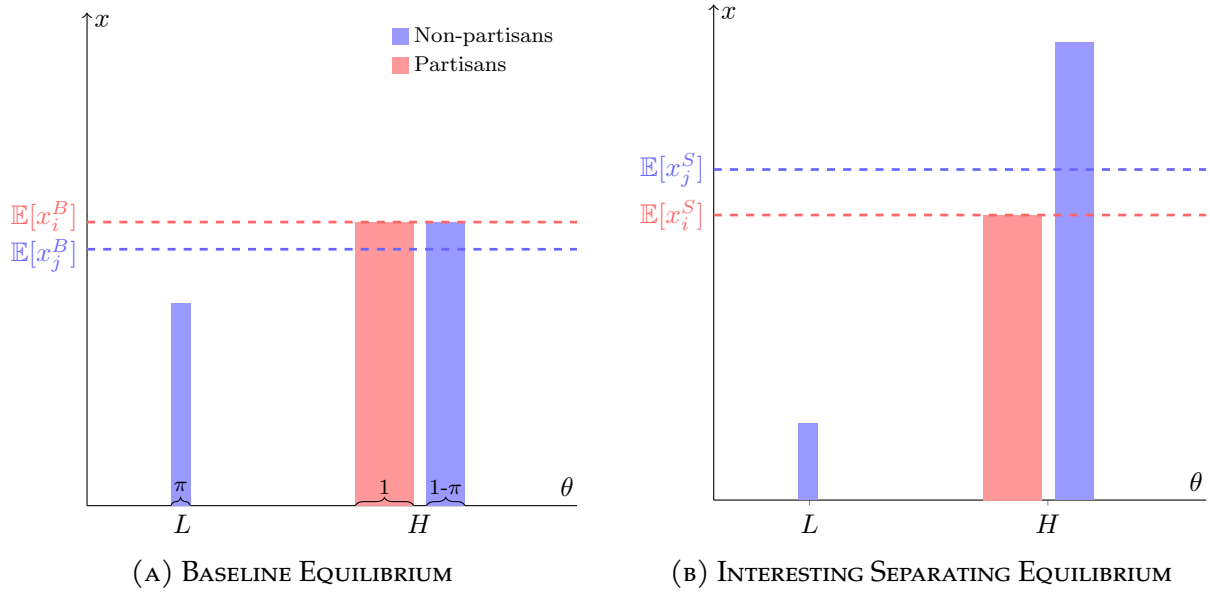 x
Non-partisans
Partisans
𝔼[x_i^B]
𝔼[x_j^B]
π
1
1-π
θ
L
H
(A) BASELINE EQUILIBRIUM
x
𝔼[x_j^S]
𝔼[x_i^S]
θ
L
H
(B) INTERESTING SEPARATING EQUILIBRIUM